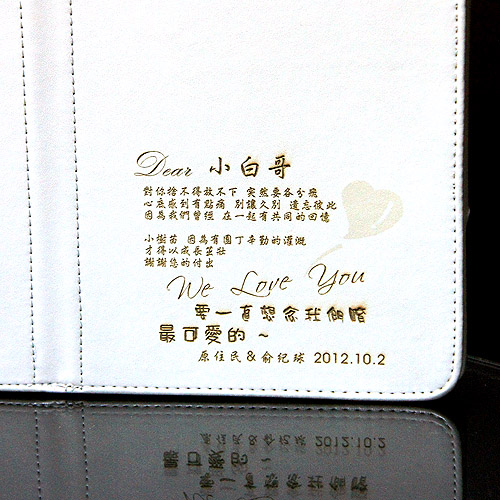 Dear 小白哥
對你捨不得放不下 突然要各分飛
心底感到有點痛 別讓久別 遺忘彼此
因為我們曾經 在一起有共同的回憶
小樹苗 因為有園丁辛勤的灌溉
才得以成長茁壯
謝謝您的付出
We Love You
要一直想念我們唷
最可愛的 ~
原住民 & 俞紀球 2012.10.2